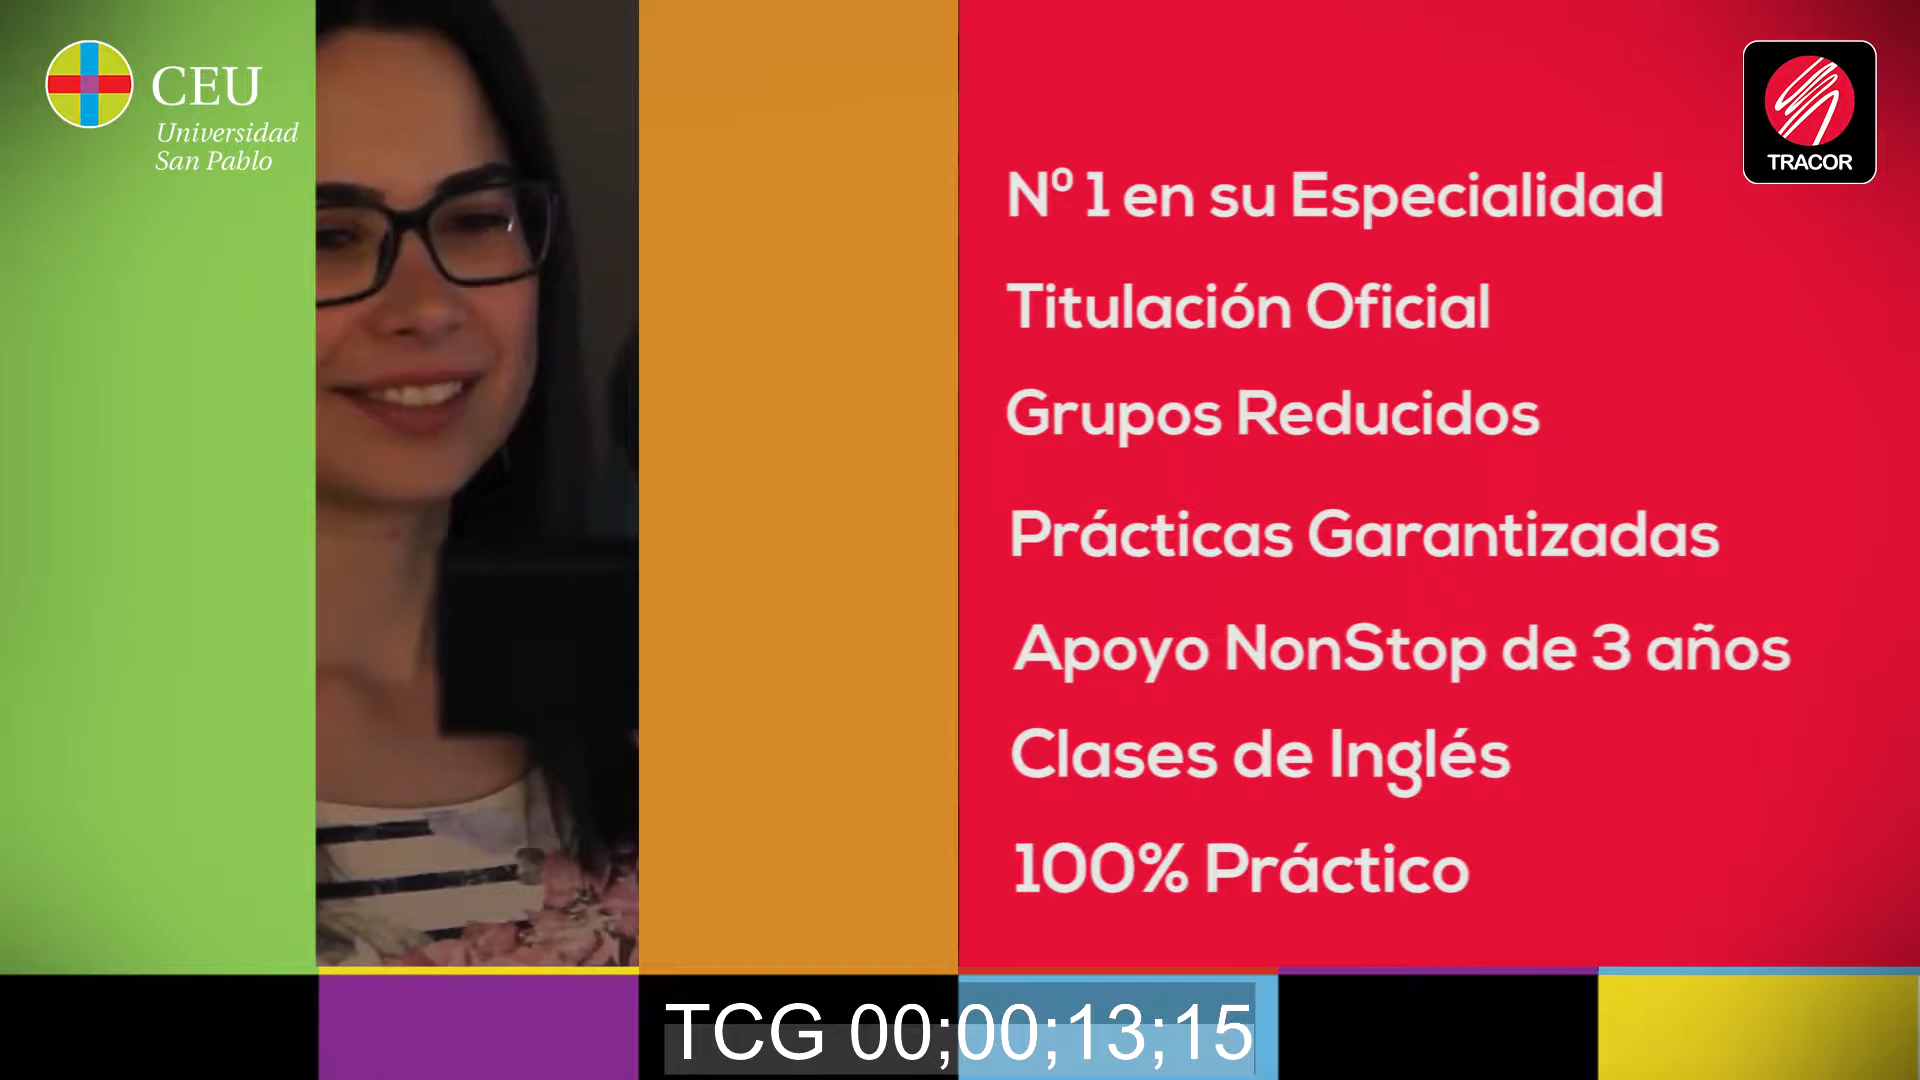 CEU
Universidad
San Pablo
TRACOR
Nº 1 en su Especialidad
Titulación Oficial
Grupos Reducidos
Prácticas Garantizadas
Apoyo NonStop de 3 años
Clases de Inglés
100% Práctico
TCG 00;00;13;15